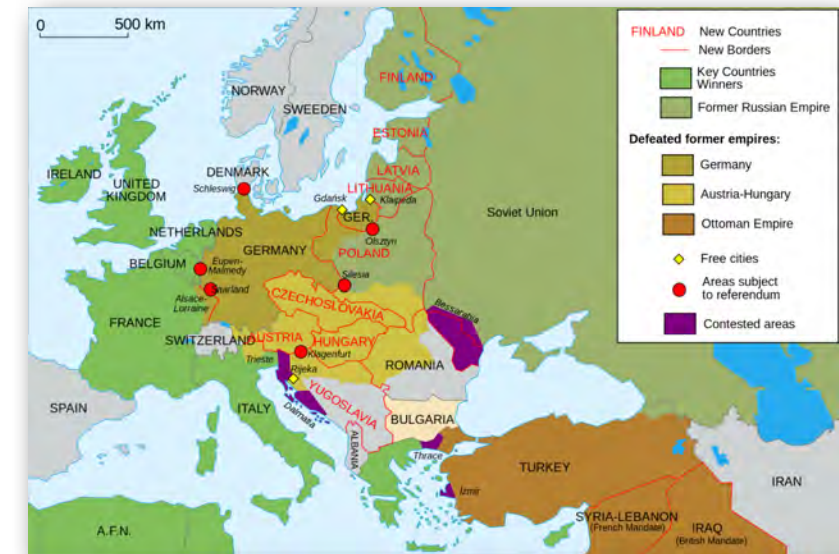 0 500 km
NORWAY
SWEEDEN
FINLAND
ESTONIA
LATVIA
LITHUANIA
Klaipeda
DENMARK
Schleswig
Gdańsk
GER.
Olsztyn
IRELAND
UNITED
KINGDOM
NETHERLANDS
GERMANY
POLAND
Soviet Union
BELGIUM
Eupen-
Malmedy
Saarland
Silesia
Alsace-
Lorraine
CZECHOSLOVAKIA
Bessarabia
FRANCE
SWITZERLAND
AUSTRIA
HUNGARY
Klagenfurt
Trieste
Rijeka
ROMANIA
YUGOSLAVIA
SPAIN
ITALY
Dalmatia
BULGARIA
ALBANIA
Thrace
TURKEY
Izmir
IRAN
A.F.N.
SYRIA-LEBANON
(French Mandate)
IRAQ
(British Mandate)
FINLAND New Countries
New Borders
Key Countries
Winners
Former Russian Empire
Defeated former empires:
Germany
Austria-Hungary
Ottoman Empire
Free cities
Areas subject
to referendum
Contested areas